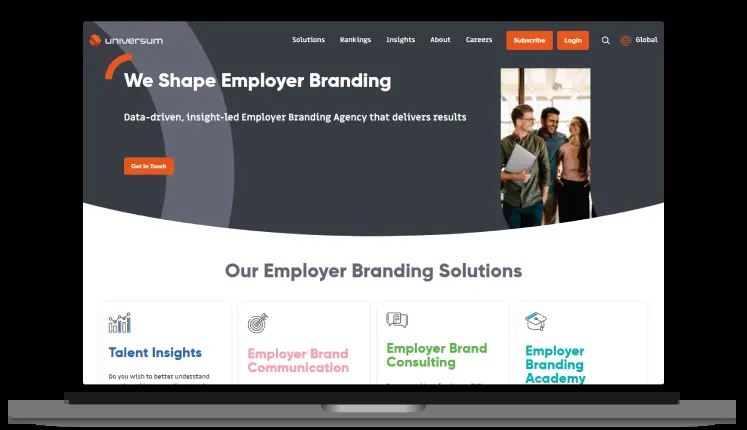 universum
Solutions
Rankings
Insights
About
Careers
Subscribe
Login
Global
We Shape Employer Branding
Data-driven, insight-led Employer Branding Agency that delivers results
Get In Touch
Our Employer Branding Solutions
Talent Insights
Do you wish to better understand
Employer Brand
Communication
Employer Brand
Consulting
Employer
Branding
Academy